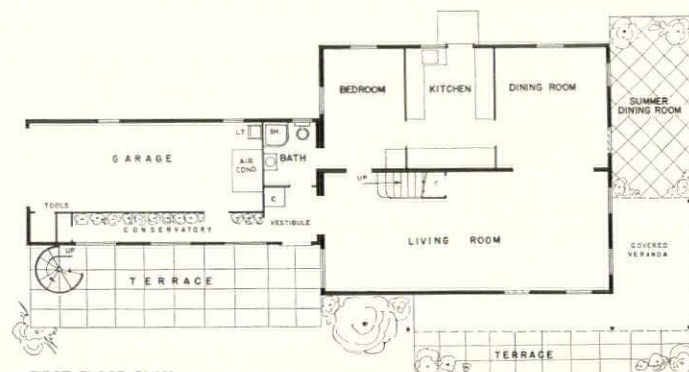 BEDROOM
KITCHEN
DINING ROOM
SUMMER
DINING ROOM
LT
SH.
GARAGE
AIR
COND
BATH
UP
C
C
TOOLS
CONSERVATORY
VESTIBULE
LIVING ROOM
COVERED
VERANDA
UP
TERRACE
TERRACE